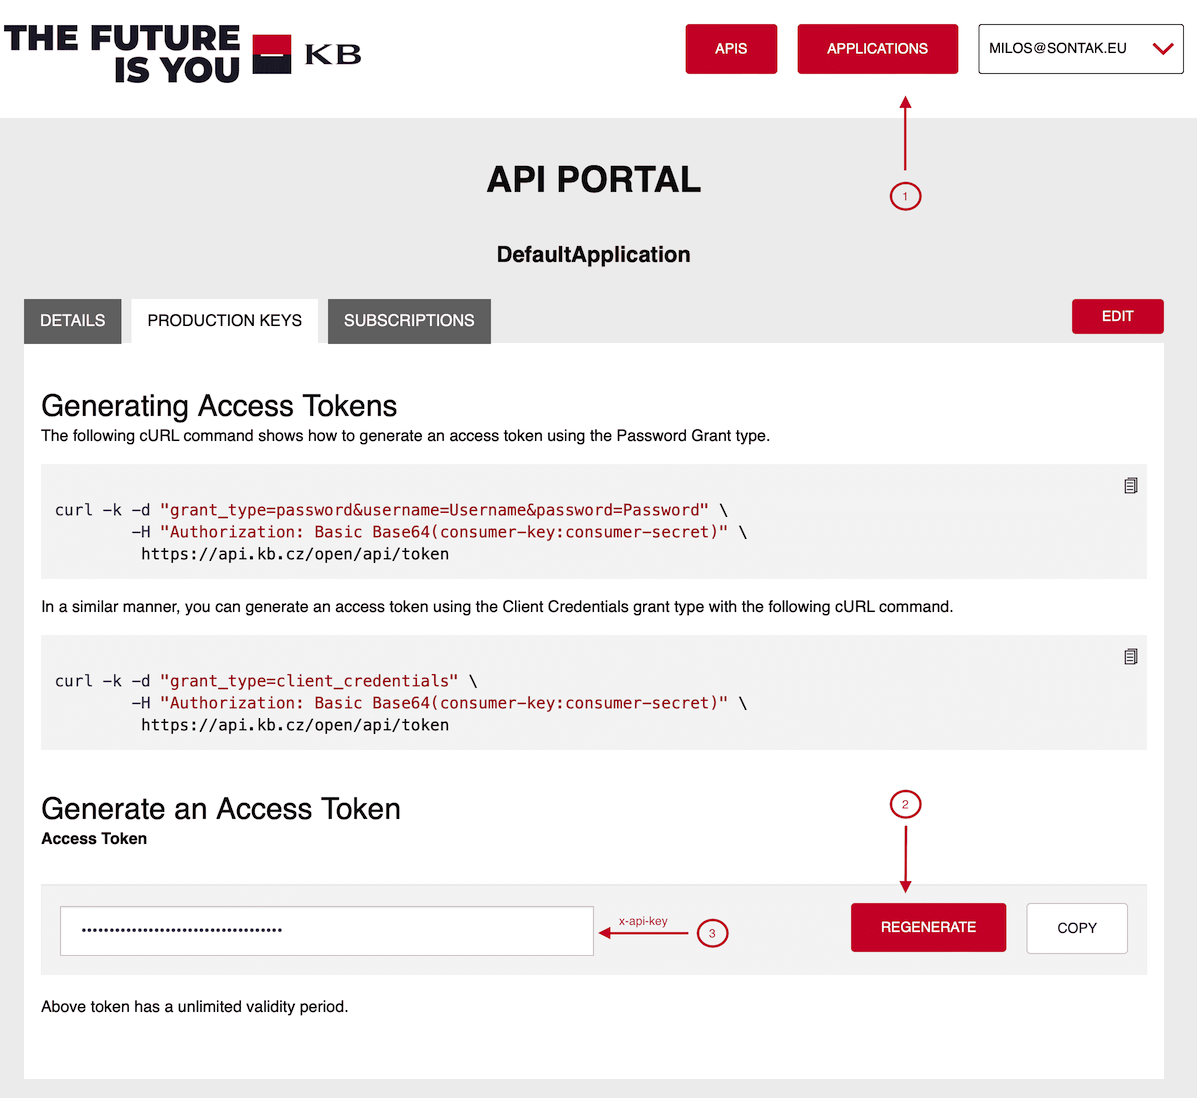 THE FUTURE
IS YOU
KB
APIS
APPLICATIONS
MILOS@SONTAK.EU
1
API PORTAL
DefaultApplication
DETAILS
PRODUCTION KEYS
SUBSCRIPTIONS
EDIT
Generating Access Tokens
The following cURL command shows how to generate an access token using the Password Grant type.
curl -k -d "grant_type=password&username=Username&password=Password" \
-H "Authorization: Basic Base64(consumer-key:consumer-secret)" \
https://api.kb.cz/open/api/token
In a similar manner, you can generate an access token using the Client Credentials grant type with the following cURL command.
curl -k -d "grant_type=client_credentials" \
-H "Authorization: Basic Base64(consumer-key:consumer-secret)" \
https://api.kb.cz/open/api/token
Generate an Access Token
Access Token
2
x-api-key
3
REGENERATE
COPY
Above token has a unlimited validity period.